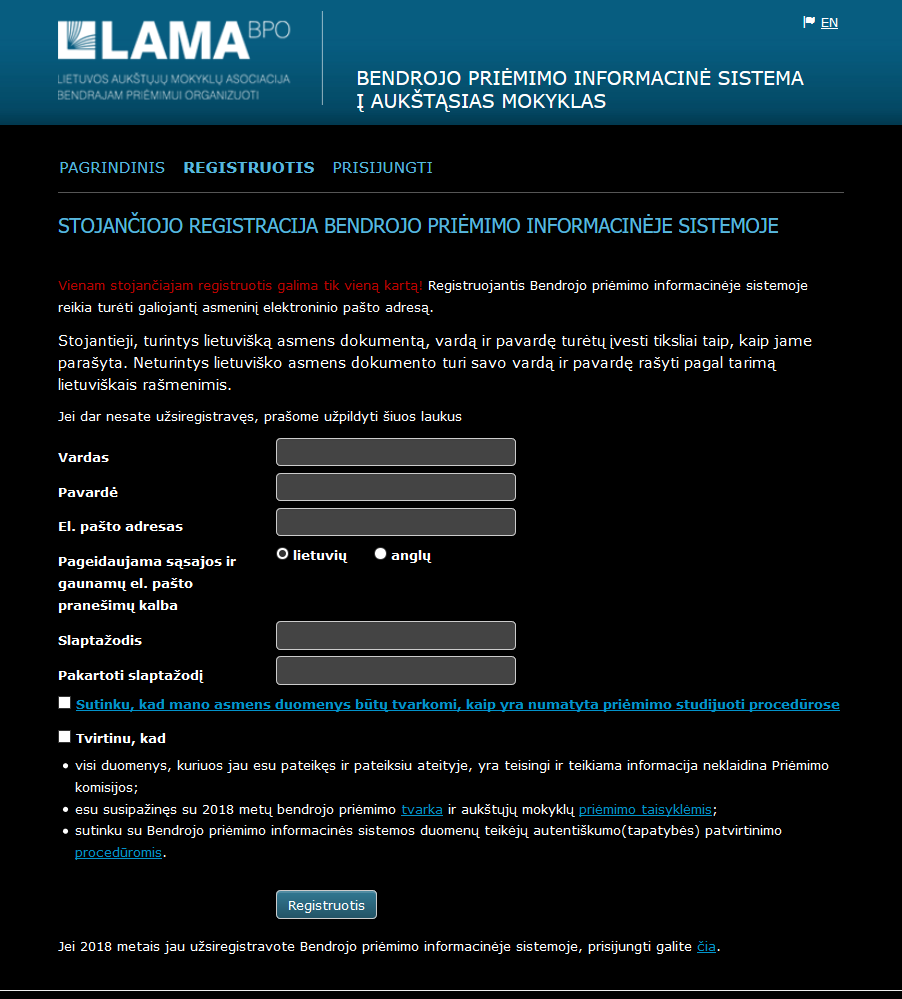 LAMA BPO
LIETUVOS AUKŠTŲJŲ MOKYKLŲ ASOCIACIJA
BENDRAJAM PRIĖMIMUI ORGANIZUOTI
EN
BENDROJO PRIĖMIMO INFORMACINĖ SISTEMA
Į AUKŠTĄSIAS MOKYKLAS
PAGRINDINIS REGISTRUOTIS PRISIJUNGTI
STOJANČIOJO REGISTRACIJA BENDROJO PRIĖMIMO INFORMACINĖJE SISTEMOJE
Vienam stojančiajam registruotis galima tik vieną kartą! Registruojantis Bendrojo priėmimo informacinėje sistemoje
reikia turėti galiojantį asmeninį elektroninio pašto adresą.
Stojantieji, turintys lietuvišką asmens dokumentą, vardą ir pavardę turėtų įvesti tiksliai taip, kaip jame
parašyta. Neturintys lietuviško asmens dokumento turi savo vardą ir pavardę rašyti pagal tarimą
lietuviškais rašmenimis.
Jei dar nesate užsiregistravęs, prašome užpildyti šiuos laukus
Vardas
Pavardė
El. pašto adresas
Pageidaujama sąsajos ir
gaunamų el. pašto
pranešimų kalba
lietuvių anglų
Slaptažodis
Pakartoti slaptažodį
Sutinku, kad mano asmens duomenys būtų tvarkomi, kaip yra numatyta priėmimo studijuoti procedūrose
Tvirtinu, kad
• visi duomenys, kuriuos jau esu pateikęs ir pateiksiu ateityje, yra teisingi ir teikiama informacija neklaidina Priėmimo
komisijos;
• esu susipažinęs su 2018 metų bendrojo priėmimo tvarka ir aukštųjų mokyklų priėmimo taisyklėmis;
• sutinku su Bendrojo priėmimo informacinės sistemos duomenų teikėjų autentiškumo(tapatybės) patvirtinimo
procedūromis.
Registruotis
Jei 2018 metais jau užsiregistravote Bendrojo priėmimo informacinėje sistemoje, prisijungti galite čia.